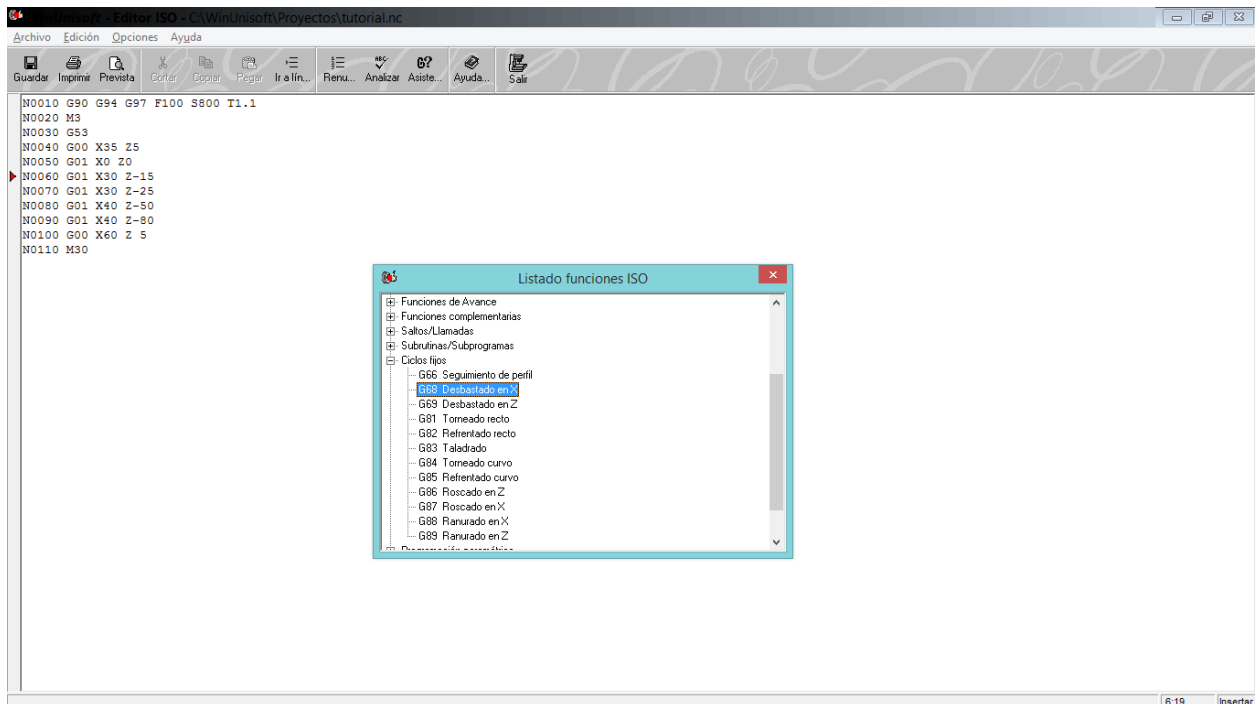 WinUnisoft - Editor ISO - C:\WinUnisoft\Proyectos\tutorial.nc
Archivo Edición Opciones Ayuda
Guardar Imprimir Prevista Cortar Copiar Pegar Ir a lín... Renu... Analizar Asiste... Ayuda... Salir
N0010 G90 G94 G97 F100 S800 T1.1
N0020 M3
N0030 G53
N0040 G00 X35 Z5
N0050 G01 X0 Z0
N0060 G01 X30 Z-15
N0070 G01 X30 Z-25
N0080 G01 X40 Z-50
N0090 G01 X40 Z-80
N0100 G00 X60 Z 5
N0110 M30
Listado funciones ISO
Funciones de Avance
Funciones complementarias
Saltos/Llamadas
Subrutinas/Subprogramas
Ciclos fijos
G66 Seguimiento de perfil
G68 Desbastado en X
G69 Desbastado en Z
G81 Torneado recto
G82 Refrentado recto
G83 Taladrado
G84 Torneado curvo
G85 Refrentado curvo
G86 Roscado en Z
G87 Roscado en X
G88 Ranurado en X
G89 Ranurado en Z
Programación paramétrica
6:19 Insertar